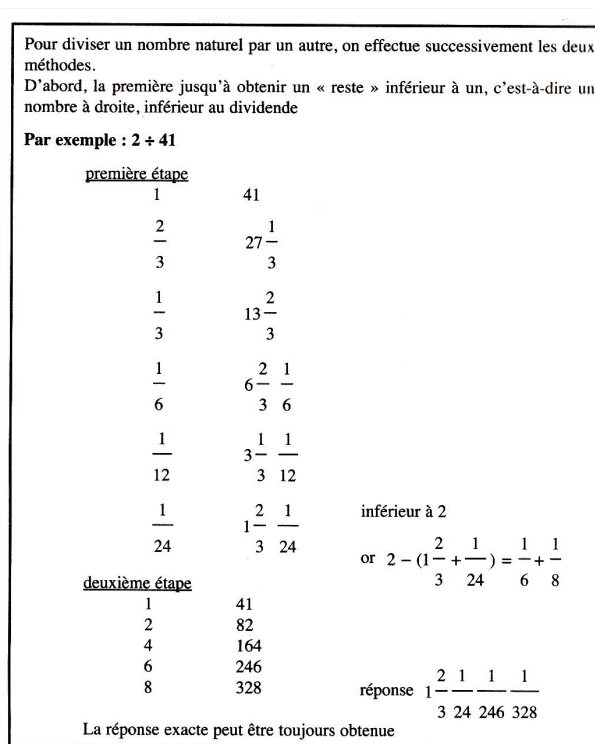 Pour diviser un nombre naturel par un autre, on effectue successivement les deux
méthodes.
D'abord, la première jusqu'à obtenir un « reste » inférieur à un, c'est-à-dire un
nombre à droite, inférieur au dividende
Par exemple : 2 ÷ 41
première étape
1 41
2/3 27 1/3
1/3 13 2/3
1/6 6 2/3 1/6
1/12 3 1/3 1/12
1/24 1 2/3 1/24 inférieur à 2
or 2 – (1 2/3 + 1/24) = 1/6 + 1/8
deuxième étape
1 41
2 82
4 164
6 246
8 328
réponse 1 2/3 1/24 1/246 1/328
La réponse exacte peut être toujours obtenue